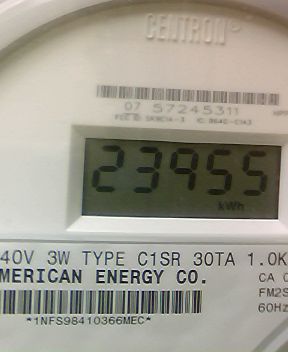 CENTRON®
07 57245311
23955
kWh
40V 3W TYPE C1SR 30TA 1.0K
MERICAN ENERGY CO.
CA 0
FM2S
60Hz
*1NFS98410366MEC*